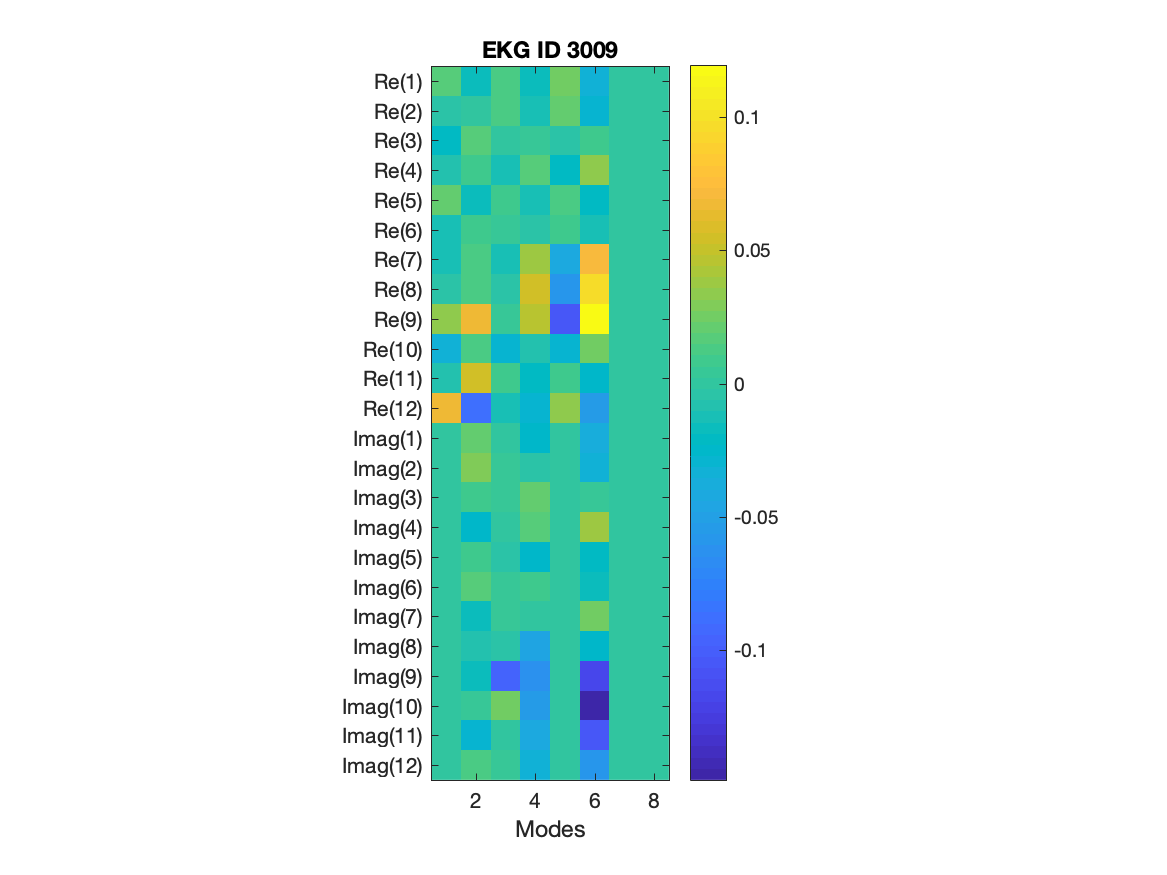 EKG ID 3009
Re(1)
Re(2)
Re(3)
Re(4)
Re(5)
Re(6)
Re(7)
Re(8)
Re(9)
Re(10)
Re(11)
Re(12)
Imag(1)
Imag(2)
Imag(3)
Imag(4)
Imag(5)
Imag(6)
Imag(7)
Imag(8)
Imag(9)
Imag(10)
Imag(11)
Imag(12)
2 4 6 8
Modes
0.1
0.05
0
-0.05
-0.1